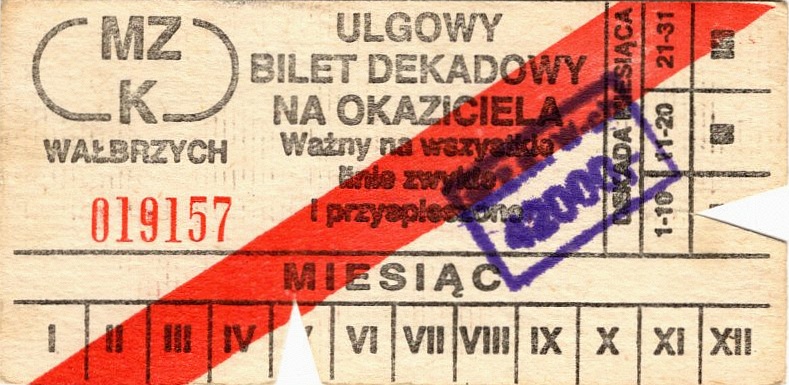 MZ
K
WAŁBRZYCH
019157
ULGOWY
BILET DEKADOWY
NA OKAZICIELA
Ważny na wszystkie
linie zwykłe
i przyspieszone
42000,-
DEKADA MIESIĄCA
1-10
11-20
21-31
MIESIĄC
I II III IV V VI VII VIII IX X XI XII